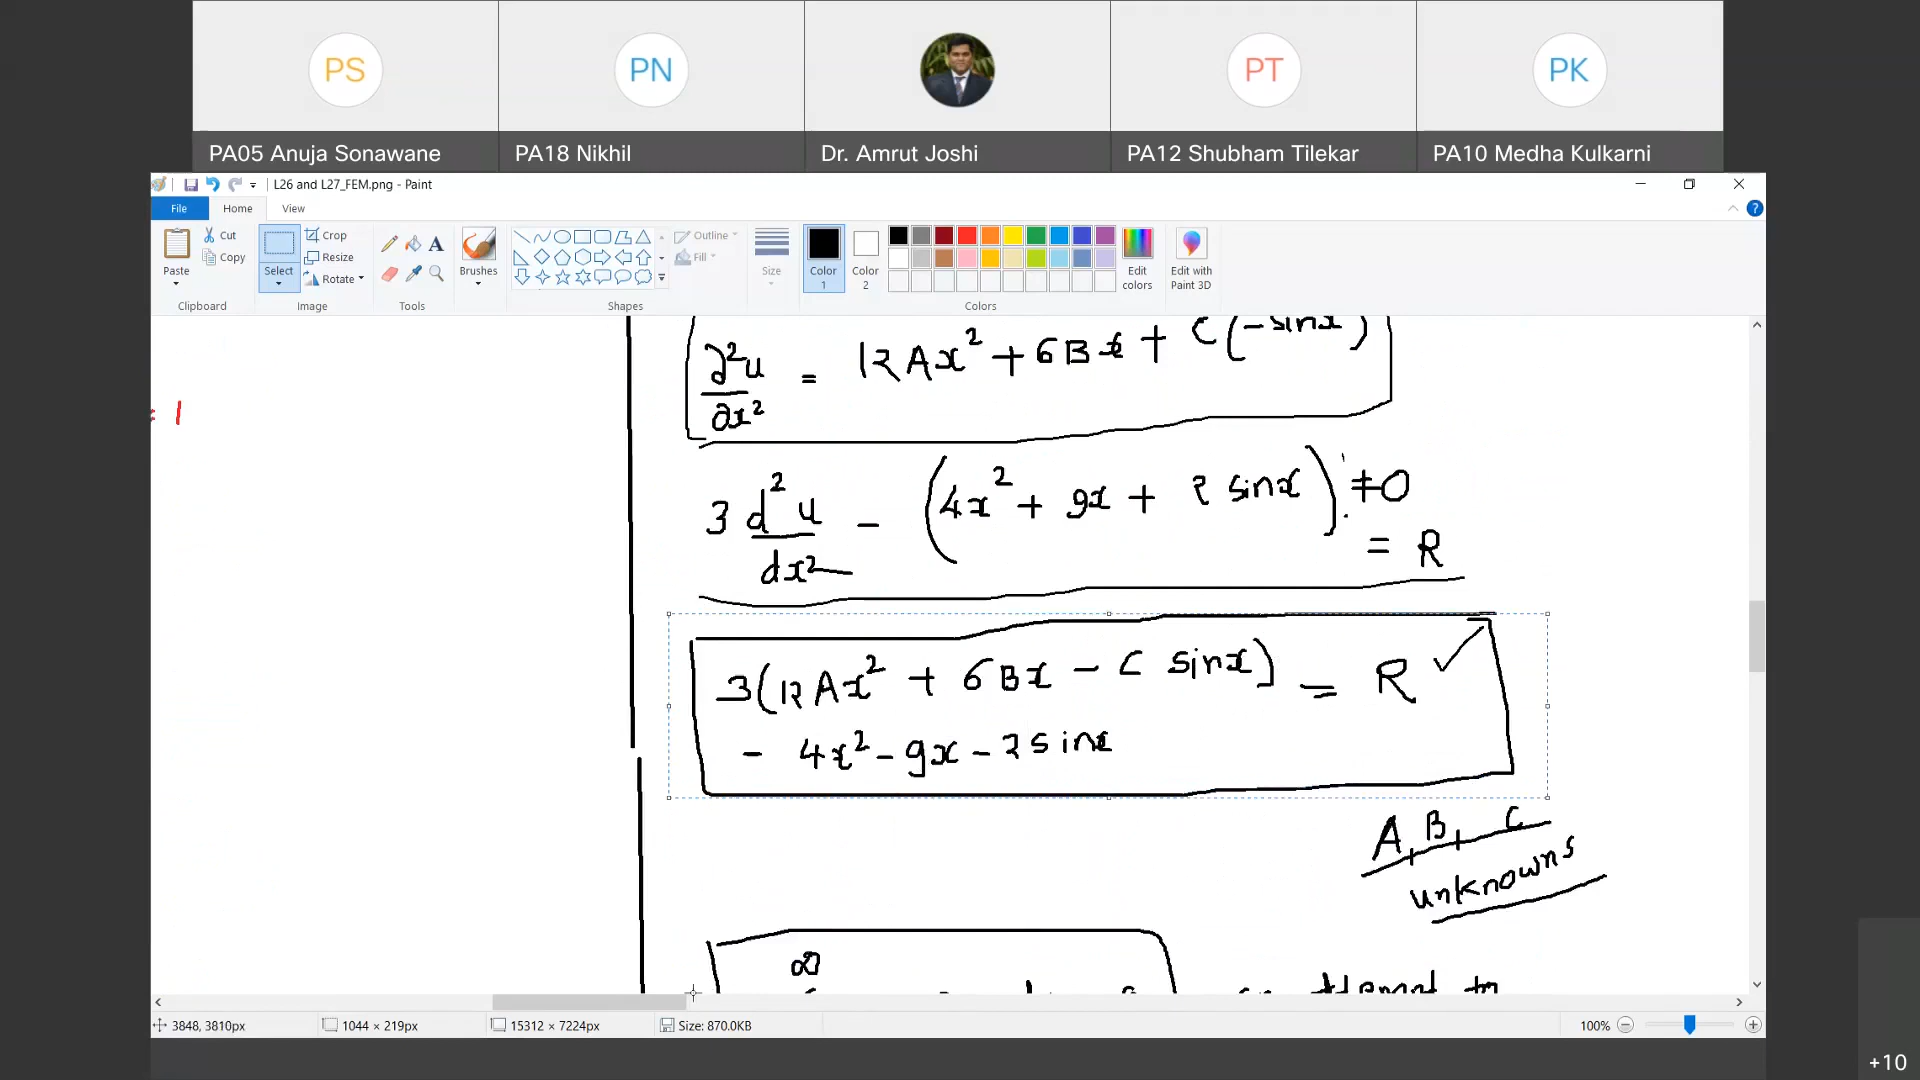 PS
PN
PT
PK
PA05 Anuja Sonawane
PA18 Nikhil
Dr. Amrut Joshi
PA12 Shubham Tilekar
PA10 Medha Kulkarni
L26 and L27_FEM.png - Paint
File
Home
View
Paste
Cut
Copy
Clipboard
Select
Crop
Resize
Rotate
Image
A
Tools
Brushes
Shapes
Outline
Fill
Size
Color 1
Color 2
Colors
Edit colors
Edit with Paint 3D
?
= 1
∂²u/∂x² = 12Ax² + 6Bx + C(-sinx)
3 d²u/dx² - (4x² + 9x + 2 sinx) ≠ 0
= R
3(12Ax² + 6Bx - C sinx) = R ✓
- 4x² - 9x - 2sinx
A, B, C
unknowns
∞
3848, 3810px
1044 × 219px
15312 × 7224px
Size: 870.0KB
100%
+10